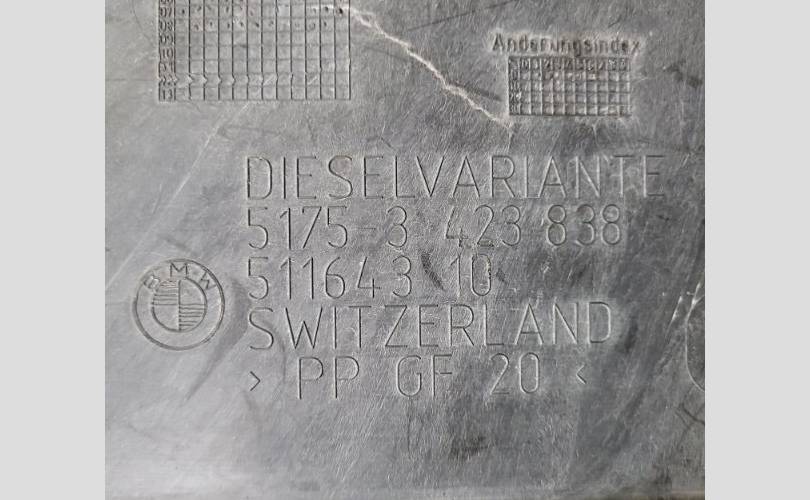 Änderungsindex
DIESELVARIANTE
5175-3 423 838
BMW
511643 10
SWITZERLAND
> PP GF 20 <